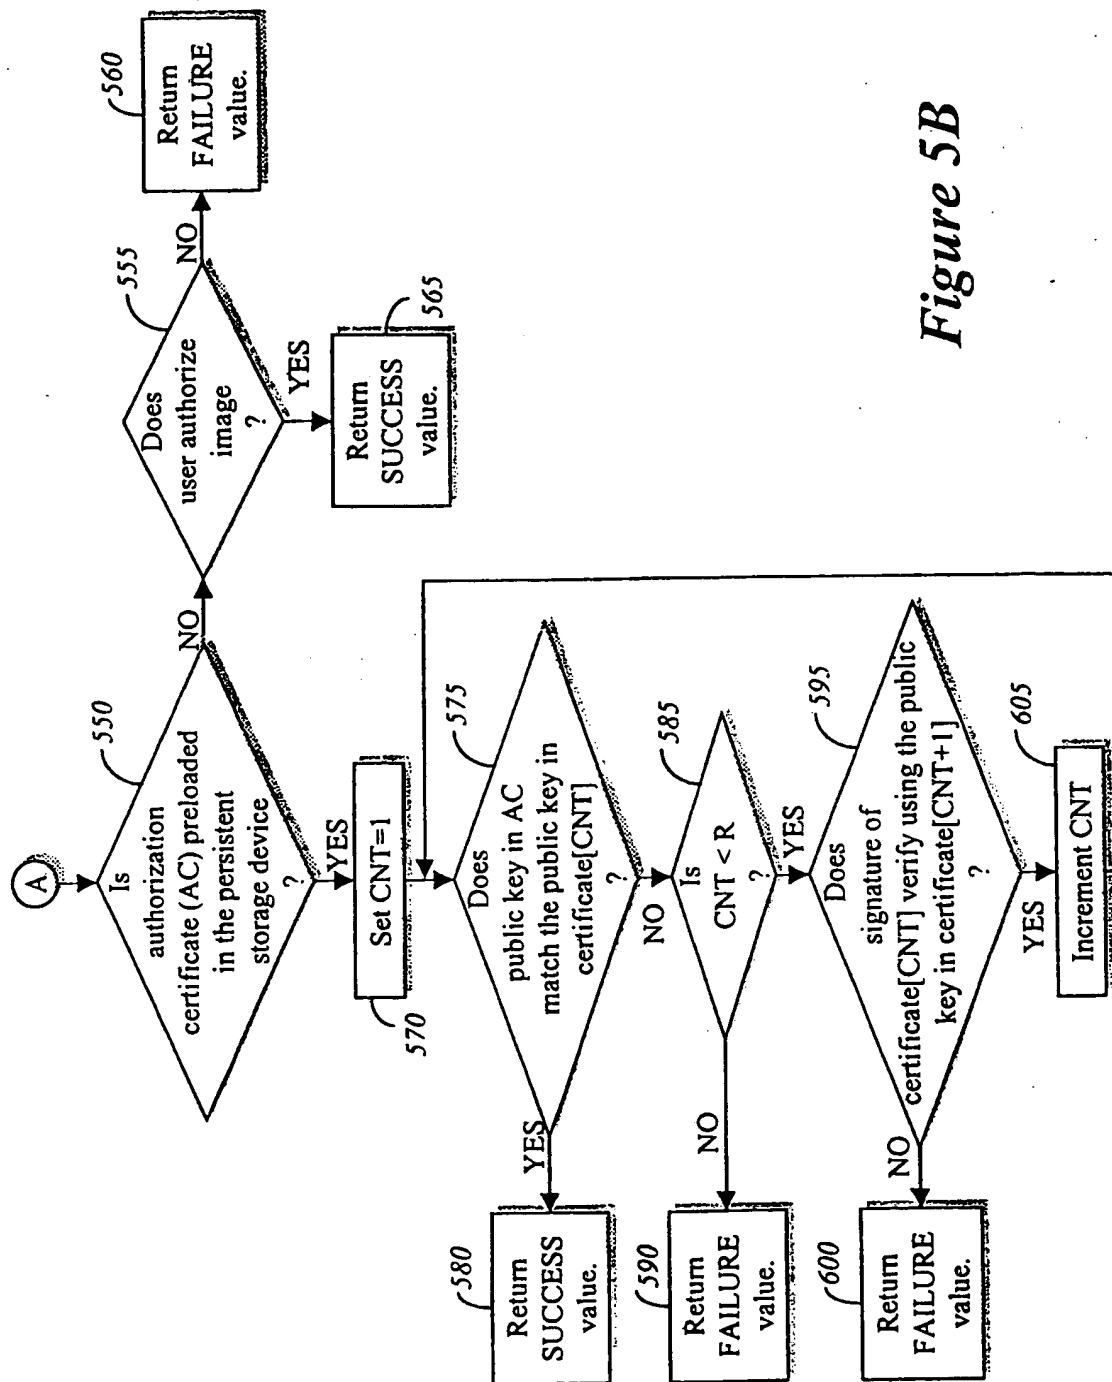 A
550
Is
authorization
certificate (AC) preloaded
in the persistent
storage device
?
NO
555
Does
user authorize
image
?
NO
560
Return
FAILURE
value.
YES
565
Return
SUCCESS
value.
YES
570
Set CNT=1
575
Does
public key in AC
match the public key in
certificate[CNT]
?
YES
580
Return
SUCCESS
value.
NO
585
Is
CNT < R
?
NO
590
Return
FAILURE
value.
YES
595
Does
signature of
certificate[CNT] verify using the public
key in certificate[CNT+1]
?
NO
600
Return
FAILURE
value.
YES
605
Increment CNT
Figure 5B